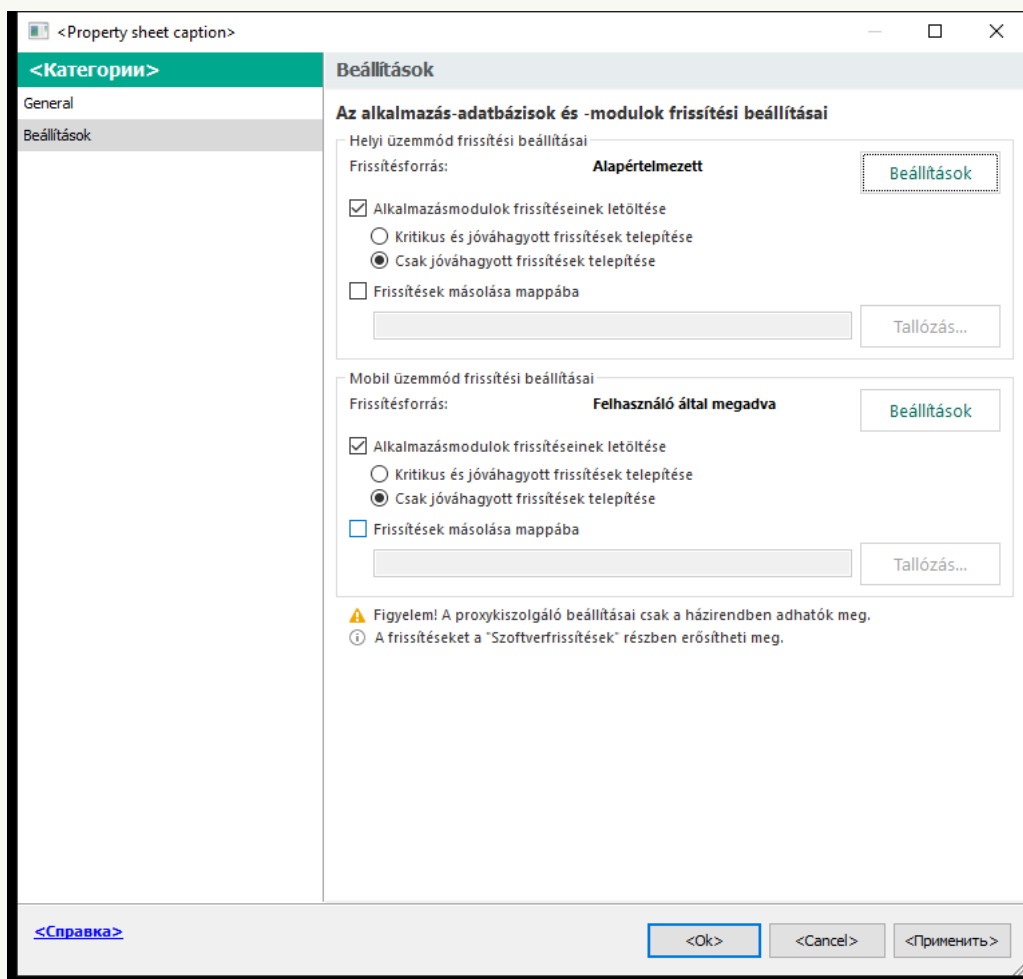 <Property sheet caption>
<Категории>
General
Beállítások
Beállítások
Az alkalmazás-adatbázisok és -modulok frissítési beállításai
Helyi üzemmód frissítési beállításai
Frissítésforrás: Alapértelmezett Beállítások
Alkalmazásmodulok frissítéseinek letöltése
Kritikus és jóváhagyott frissítések telepítése
Csak jóváhagyott frissítések telepítése
Frissítések másolása mappába
Tallózás...
Mobil üzemmód frissítési beállításai
Frissítésforrás: Felhasználó által megadva Beállítások
Alkalmazásmodulok frissítéseinek letöltése
Kritikus és jóváhagyott frissítések telepítése
Csak jóváhagyott frissítések telepítése
Frissítések másolása mappába
Tallózás...
Figyelem! A proxykiszolgáló beállításai csak a házirendben adhatók meg.
A frissítéseket a "Szoftverfrissítések" részben erősítheti meg.
<Справка> <Ok> <Cancel> <Применить>